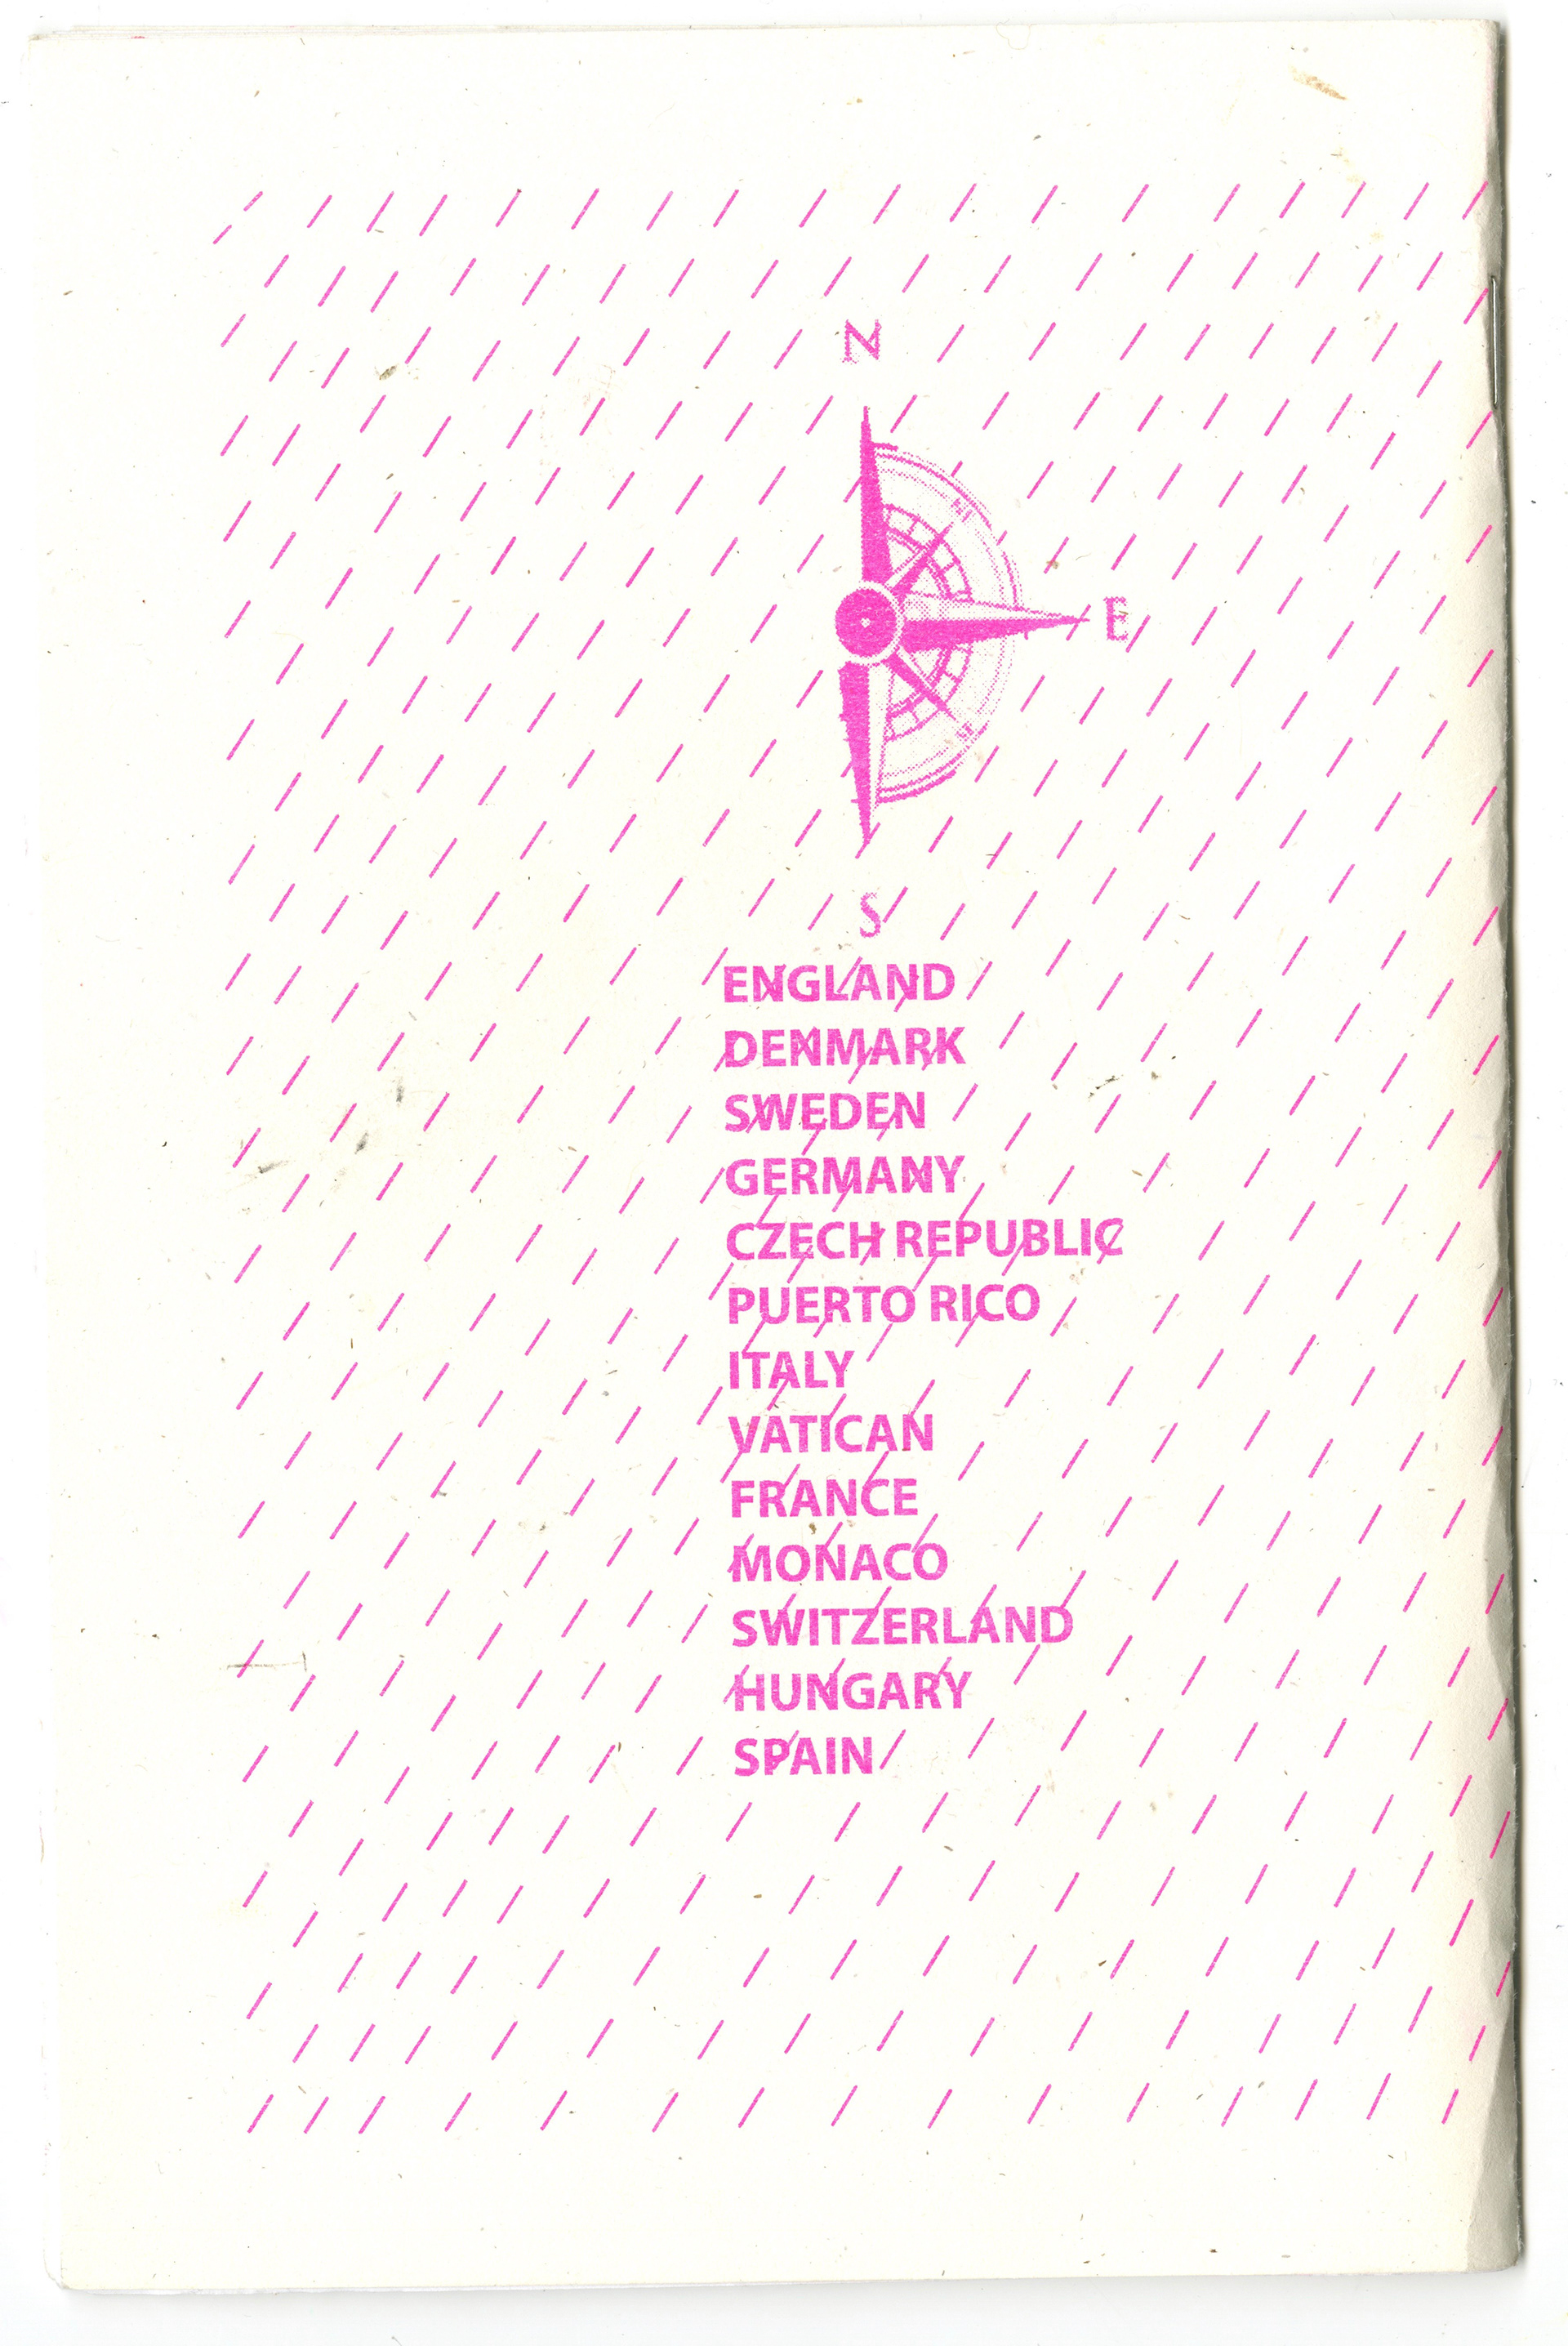 N
E
S
ENGLAND
DENMARK
SWEDEN
GERMANY
CZECH REPUBLIC
PUERTO RICO
ITALY
VATICAN
FRANCE
MONACO
SWITZERLAND
HUNGARY
SPAIN